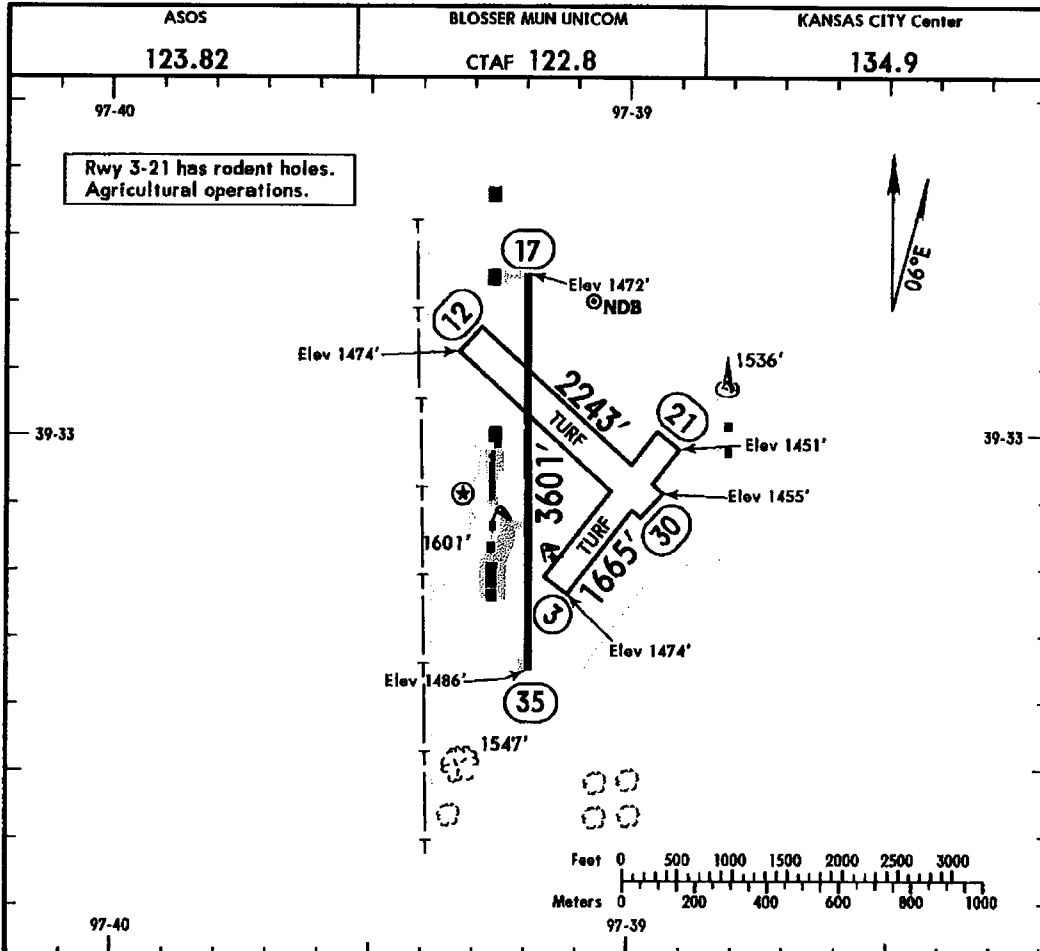 ASOS
123.82
BLOSSER MUN UNICOM
CTAF 122.8
KANSAS CITY Center
134.9
97-40
97-39
Rwy 3-21 has rodent holes.
Agricultural operations.
06°E
17
Elev 1472'
NDB
12
Elev 1474'
1536'
2243'
TURF
21
39-33
39-33
Elev 1451'
3601'
Elev 1455'
30
1601'
TURF
1665'
3
Elev 1474'
Elev 1486'
35
1547'
T
T
T
T
T
T
T
T
Feet 0 500 1000 1500 2000 2500 3000
Meters 0 200 400 600 800 1000
97-40
97-39